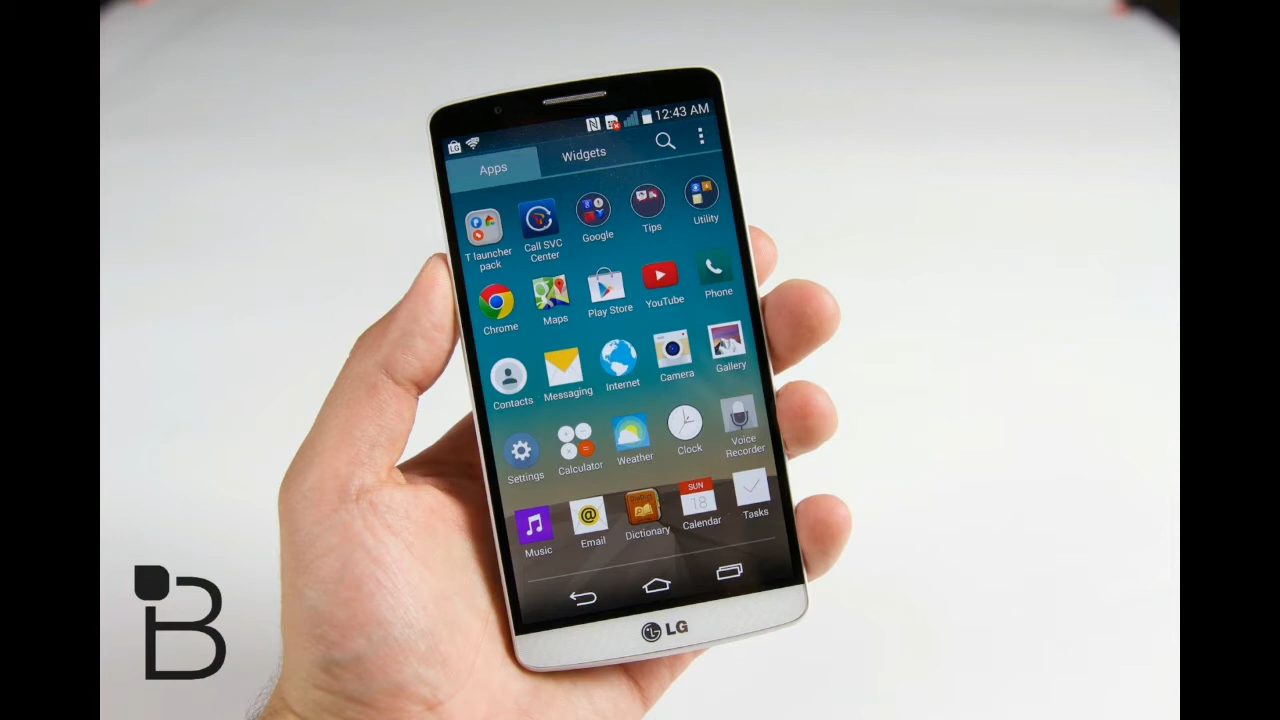 LG
12:43 AM
Apps
Widgets
T launcher
pack
Call SVC
Center
Google
Tips
Utility
Chrome
Maps
Play Store
YouTube
Phone
Contacts
Messaging
Internet
Camera
Gallery
Settings
Calculator
Weather
Clock
Voice
Recorder
SUN
18
@
Music
Email
Dictionary
Calendar
Tasks
LG
B